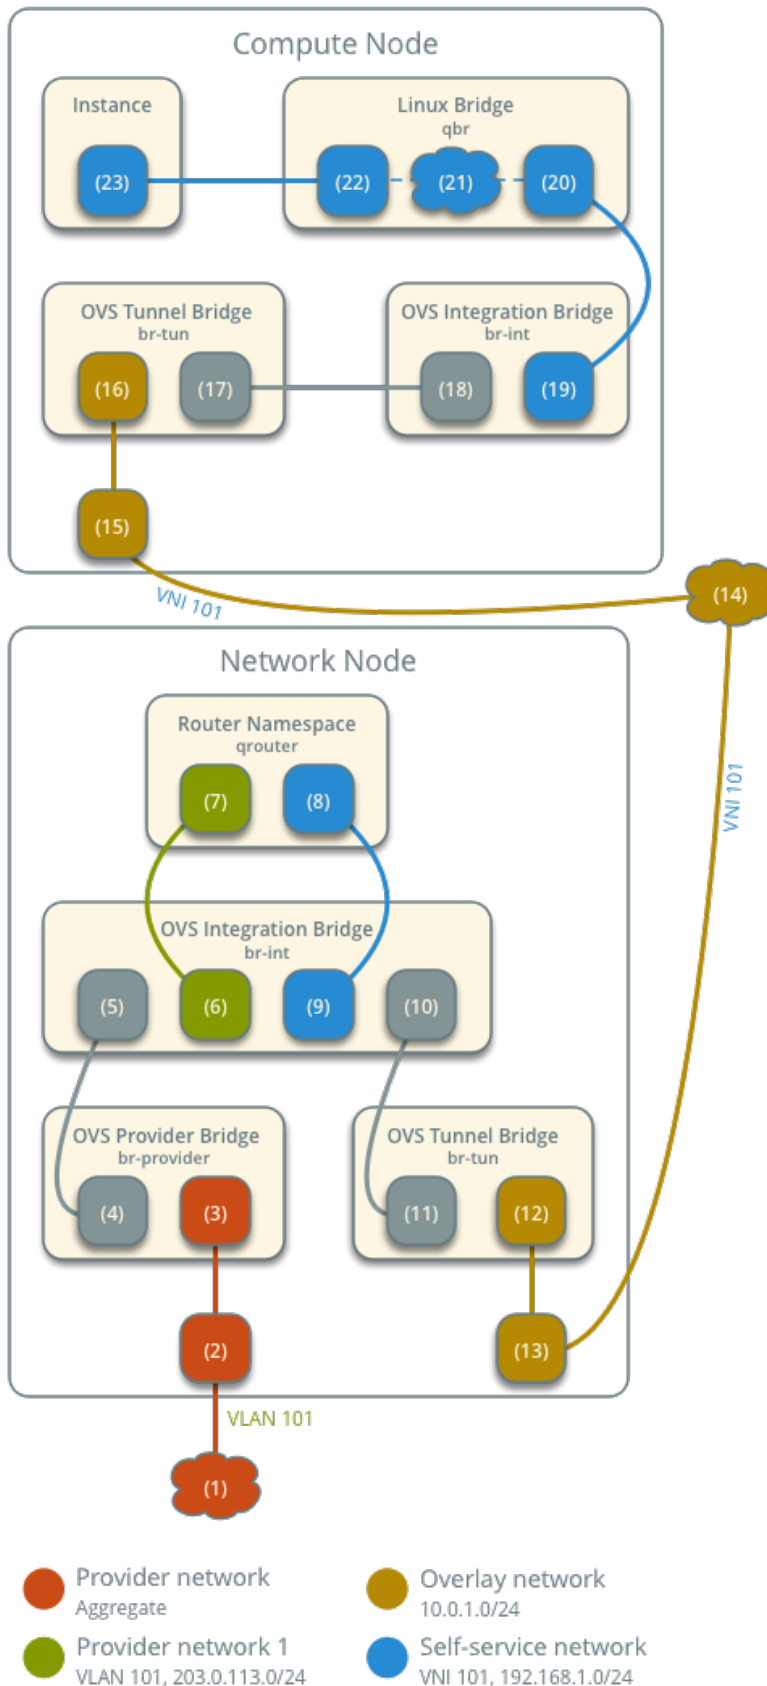 Compute Node
Instance
Linux Bridge
qbr
(23)
(22)
(21)
(20)
OVS Tunnel Bridge
br-tun
OVS Integration Bridge
br-int
(16)
(17)
(18)
(19)
(15)
VNI 101
(14)
Network Node
Router Namespace
qrouter
(7)
(8)
VNI 101
OVS Integration Bridge
br-int
(5)
(6)
(9)
(10)
OVS Provider Bridge
br-provider
OVS Tunnel Bridge
br-tun
(4)
(3)
(11)
(12)
(2)
(13)
VLAN 101
(1)
Provider network
Aggregate
Overlay network
10.0.1.0/24
Provider network 1
VLAN 101, 203.0.113.0/24
Self-service network
VNI 101, 192.168.1.0/24